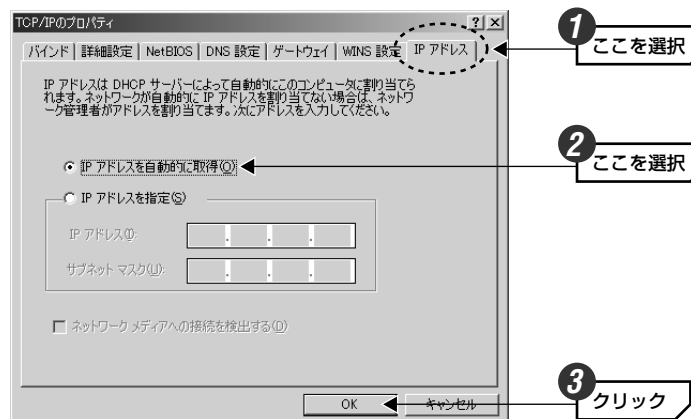 TCP/IPのプロパティ
バインド 詳細設定 NetBIOS DNS 設定 ゲートウェイ WINS 設定 IP アドレス
IP アドレスは DHCP サーバーによって自動的にこのコンピュータに割り当てら
れます。ネットワークが自動的に IP アドレスを割り当てない場合は、ネットワ
ーク管理者がアドレスを割り当てます。次にアドレスを入力してください。
IP アドレスを自動的に取得(O)
IP アドレスを指定(S)
IP アドレス(I):
サブネット マスク(U):
ネットワーク メディアへの接続を検出する(D)
OK キャンセル
1
ここを選択
2
ここを選択
3
クリック